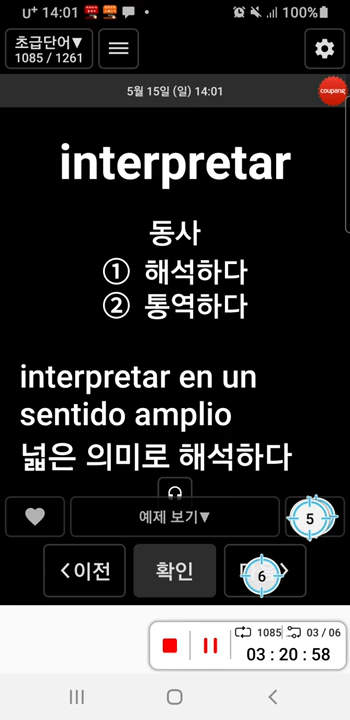 U+ 14:01
100%
초급단어▼
1085 / 1261
5월 15일 (일) 14:01
coupang
interpretar
동사
① 해석하다
② 통역하다
interpretar en un
sentido amplio
넓은 의미로 해석하다
예제 보기▼
5
<이전
확인
6
>
1085
03 / 06
03 : 20 : 58